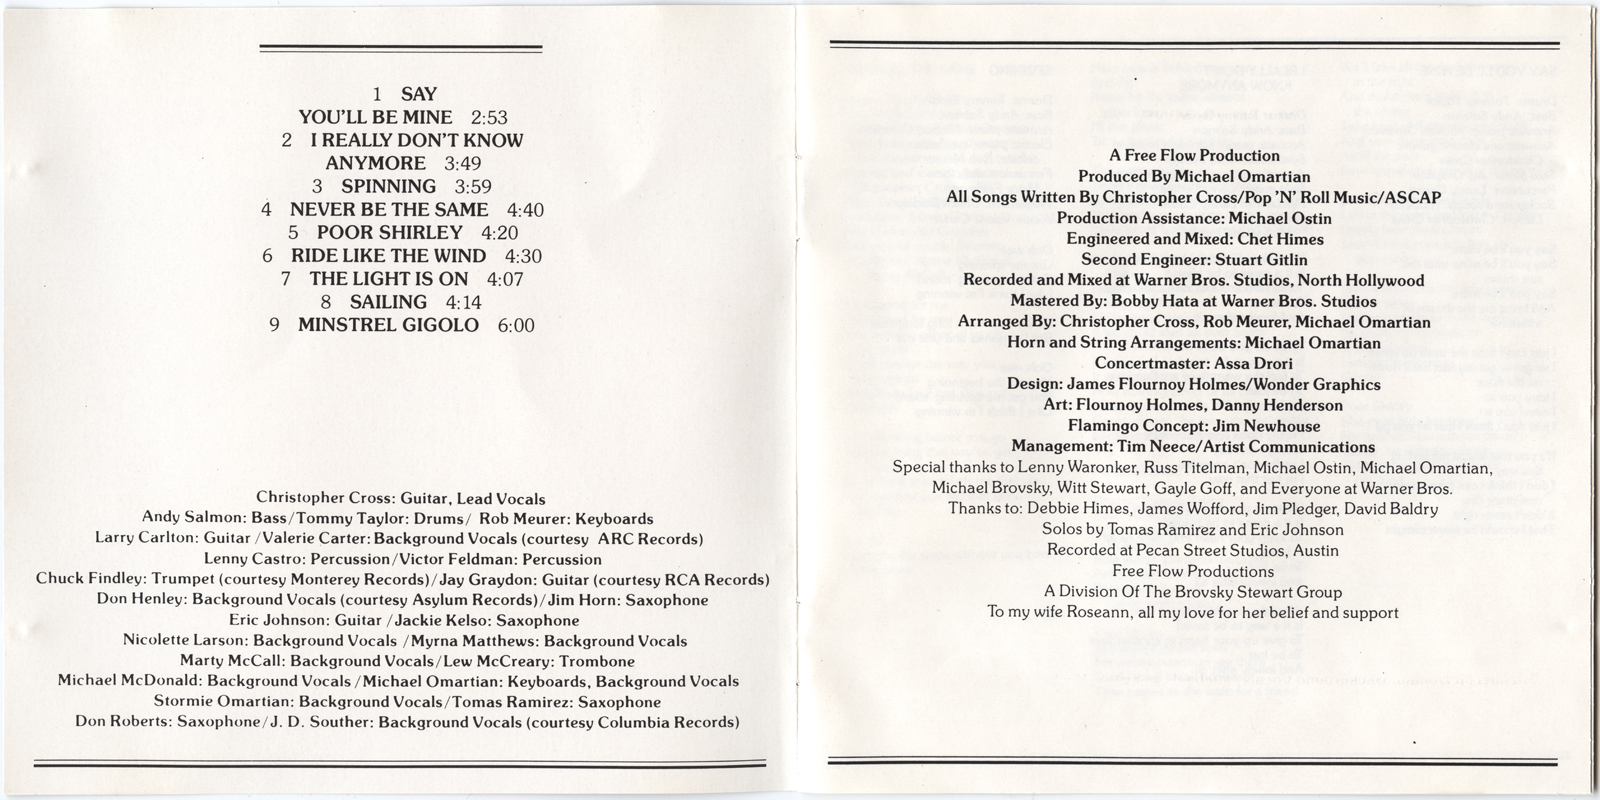 1 SAY
YOU'LL BE MINE 2:53
2 I REALLY DON'T KNOW
ANYMORE 3:49
3 SPINNING 3:59
4 NEVER BE THE SAME 4:40
5 POOR SHIRLEY 4:20
6 RIDE LIKE THE WIND 4:30
7 THE LIGHT IS ON 4:07
8 SAILING 4:14
9 MINSTREL GIGOLO 6:00
Christopher Cross: Guitar, Lead Vocals
Andy Salmon: Bass/Tommy Taylor: Drums/ Rob Meurer: Keyboards
Larry Carlton: Guitar /Valerie Carter: Background Vocals (courtesy ARC Records)
Lenny Castro: Percussion/Victor Feldman: Percussion
Chuck Findley: Trumpet (courtesy Monterey Records)/Jay Graydon: Guitar (courtesy RCA Records)
Don Henley: Background Vocals (courtesy Asylum Records)/Jim Horn: Saxophone
Eric Johnson: Guitar /Jackie Kelso: Saxophone
Nicolette Larson: Background Vocals /Myrna Matthews: Background Vocals
Marty McCall: Background Vocals/Lew McCreary: Trombone
Michael McDonald: Background Vocals /Michael Omartian: Keyboards, Background Vocals
Stormie Omartian: Background Vocals/Tomas Ramirez: Saxophone
Don Roberts: Saxophone/J. D. Souther: Background Vocals (courtesy Columbia Records)
A Free Flow Production
Produced By Michael Omartian
All Songs Written By Christopher Cross/Pop 'N' Roll Music/ASCAP
Production Assistance: Michael Ostin
Engineered and Mixed: Chet Himes
Second Engineer: Stuart Gitlin
Recorded and Mixed at Warner Bros. Studios, North Hollywood
Mastered By: Bobby Hata at Warner Bros. Studios
Arranged By: Christopher Cross, Rob Meurer, Michael Omartian
Horn and String Arrangements: Michael Omartian
Concertmaster: Assa Drori
Design: James Flournoy Holmes/Wonder Graphics
Art: Flournoy Holmes, Danny Henderson
Flamingo Concept: Jim Newhouse
Management: Tim Neece/Artist Communications
Special thanks to Lenny Waronker, Russ Titelman, Michael Ostin, Michael Omartian,
Michael Brovsky, Witt Stewart, Gayle Goff, and Everyone at Warner Bros.
Thanks to: Debbie Himes, James Wofford, Jim Pledger, David Baldry
Solos by Tomas Ramirez and Eric Johnson
Recorded at Pecan Street Studios, Austin
Free Flow Productions
A Division Of The Brovsky Stewart Group
To my wife Roseann, all my love for her belief and support